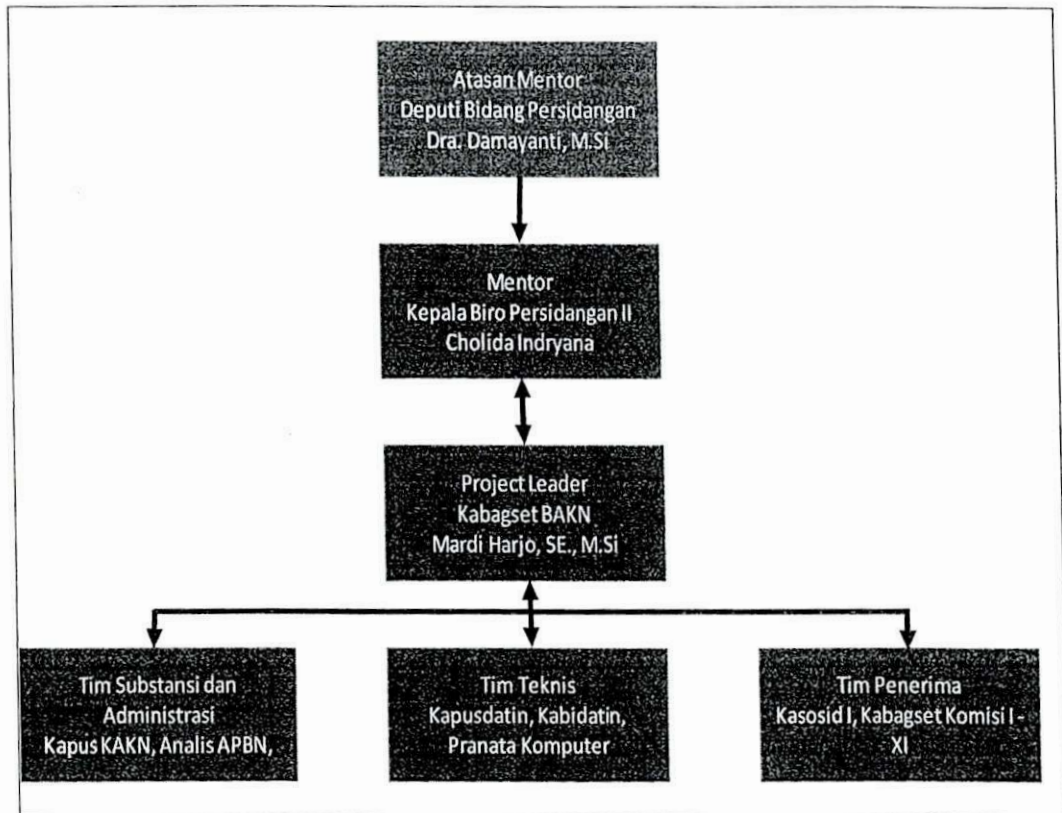 Atasan Mentor
Deputi Bidang Persidangan
Dra. Damayanti, M.Si
Mentor
Kepala Biro Persidangan II
Cholida Indryana
Project Leader
Kabagset BAKN
Mardi Harjo, SE., M.Si
Tim Substansi dan
Administrasi
Kapus KAKN, Analis APBN,
Tim Teknis
Kapusdatin, Kabidatin,
Pranata Komputer
Tim Penerima
Kasosid I, Kabagset Komisi I -
XI